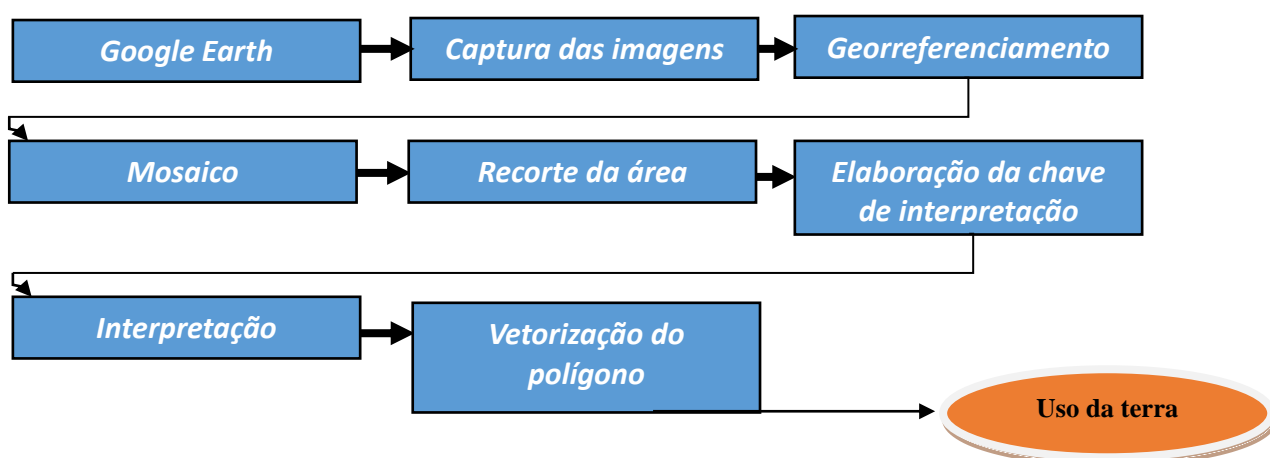 Google Earth
Captura das imagens
Georreferenciamento
Mosaico
Recorte da área
Elaboração da chave
de interpretação
Interpretação
Vetorização do
polígono
Uso da terra